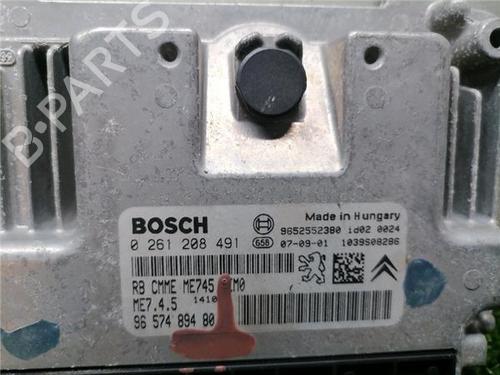 B-PARTS
BOSCH
Made in Hungary
0 261 208 491
658
9652552380 id02 0024
07-09-01 1039S08286
RB CMME ME745
ME7.4.5 1410
96 574 894 80